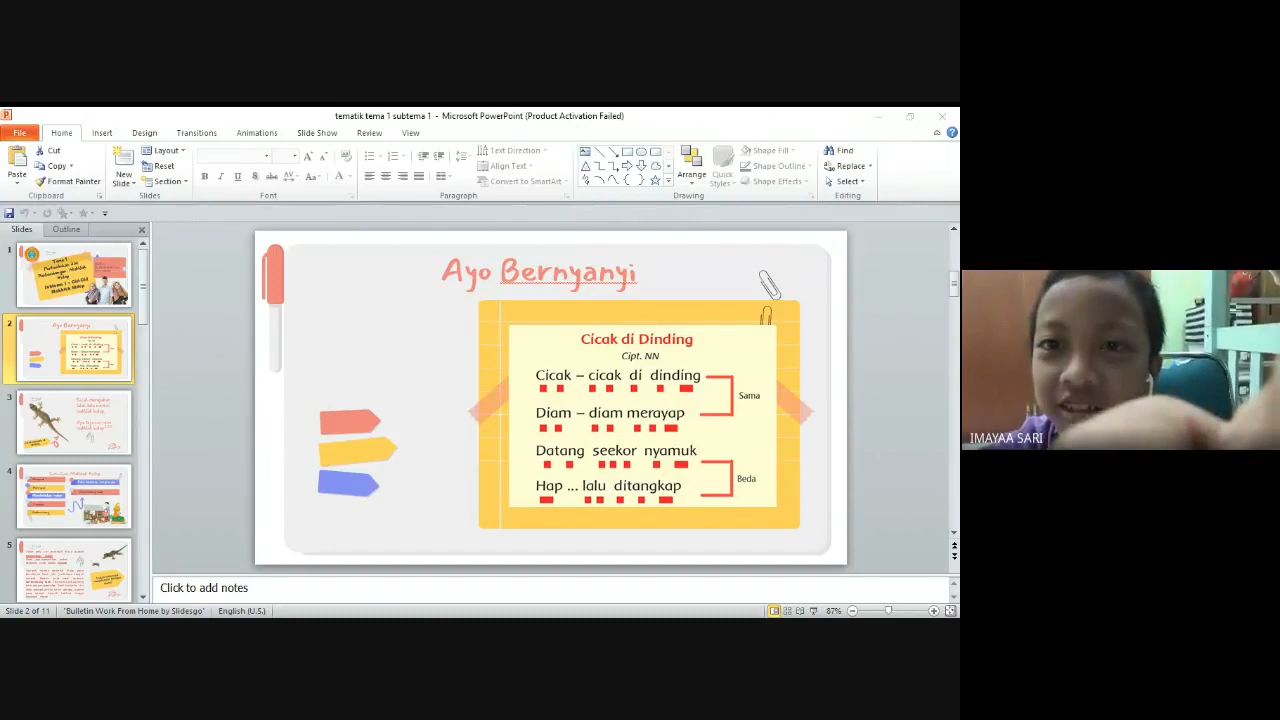 tematik tema 1 subtema 1 - Microsoft PowerPoint (Product Activation Failed)
File Home Insert Design Transitions Animations Slide Show Review View
Paste
Cut
Copy
Format Painter
Clipboard
New Slide
Layout
Reset
Section
Slides
Font
Text Direction
Align Text
Convert to SmartArt
Paragraph
Arrange
Quick Styles
Shape Fill
Shape Outline
Shape Effects
Drawing
Find
Replace
Select
Editing
Slides Outline
1
2
3
4
5
Ayo Bernyanyi
Cicak di Dinding
Cipt. NN
Cicak – cicak di dinding
Sama
Diam – diam merayap
Datang seekor nyamuk
Beda
Hap ... lalu ditangkap
IMAYAA SARI
Click to add notes
Slide 2 of 11 "Bulletin Work From Home by Slidesgo" English (U.S.) 87%